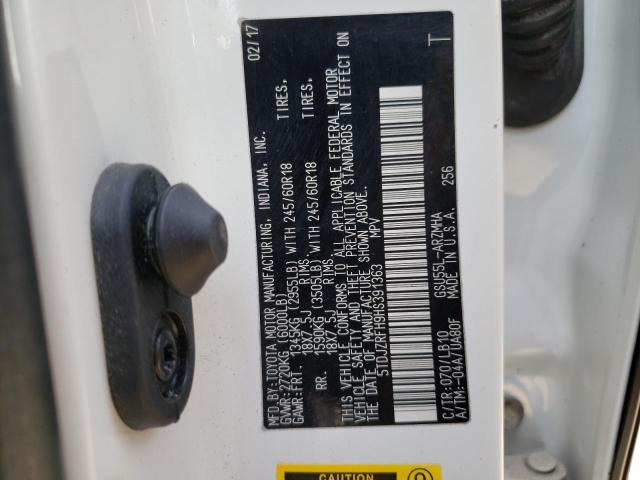 MFD. BY: TOYOTA MOTOR MANUFACTURING, INDIANA, INC. 02/17
GVWR: 2720KG (6000LB)
GAWR: FRT. 1347KG (2955LB) WITH 245/60R18 TIRES,
18X7.5J RIMS.
RR. 1590KG (3505LB) WITH 245/60R18 TIRES,
18X7.5J RIMS.
THIS VEHICLE CONFORMS TO ALL APPLICABLE FEDERAL MOTOR
VEHICLE SAFETY AND THEFT PREVENTION STANDARDS IN EFFECT ON
THE DATE OF MANUFACTURE SHOWN ABOVE.
5TDJZRFH9HS391363 MPV
C/TR:070/LB10 GSU55L-ARZMHA
A/TM:-04A/UA80F MADE IN U.S.A. 256
T
CAUTION